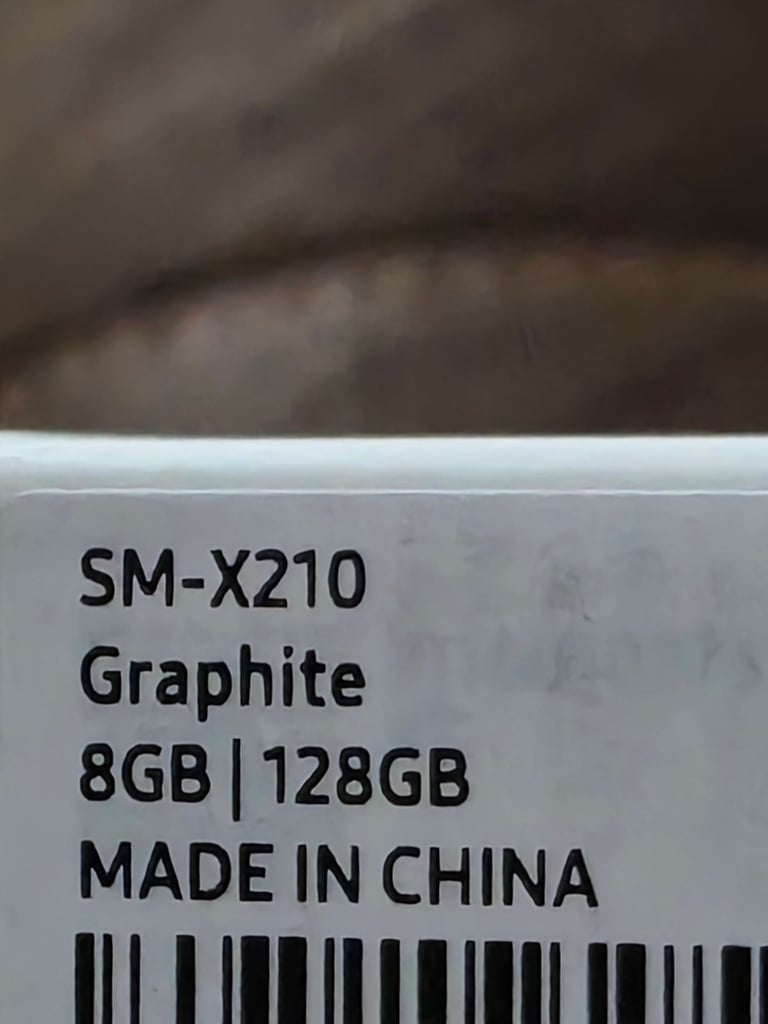 SM-X210
Graphite
8GB | 128GB
MADE IN CHINA